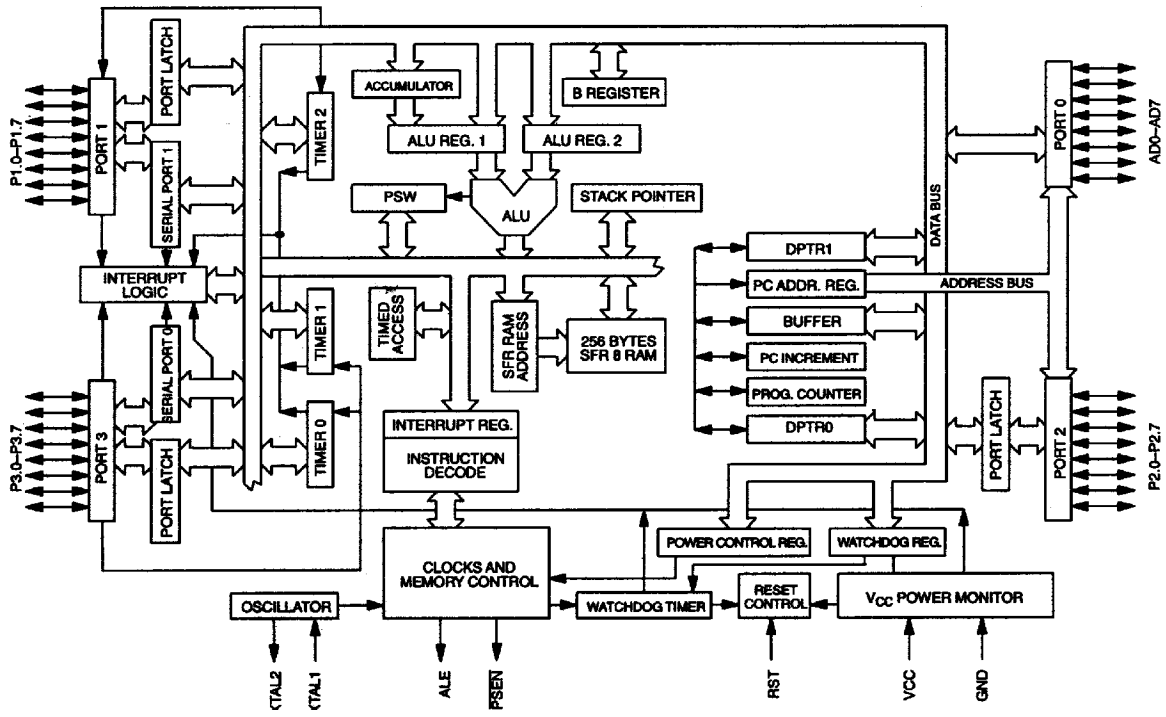 P1.0–P1.7
PORT 1
PORT LATCH
SERIAL PORT 1
TIMER 2
ACCUMULATOR
B REGISTER
ALU REG. 1
ALU REG. 2
PSW
ALU
STACK POINTER
PORT 0
AD0–AD7
DATA BUS
INTERRUPT
LOGIC
DPTR1
PC ADDR. REG.
ADDRESS BUS
BUFFER
PC INCREMENT
PROG. COUNTER
DPTR0
TIMER 1
TIMED
ACCESS
SFR RAM
ADDRESS
256 BYTES
SFR 8 RAM
P3.0–P3.7
PORT 3
SERIAL PORT 0
PORT LATCH
TIMER 0
INTERRUPT REG.
INSTRUCTION
DECODE
PORT LATCH
PORT 2
P2.0–P2.7
CLOCKS AND
MEMORY CONTROL
POWER CONTROL REG.
WATCHDOG REG.
OSCILLATOR
WATCHDOG TIMER
RESET
CONTROL
VCC POWER MONITOR
XTAL2
XTAL1
ALE
PSEN
RST
VCC
GND